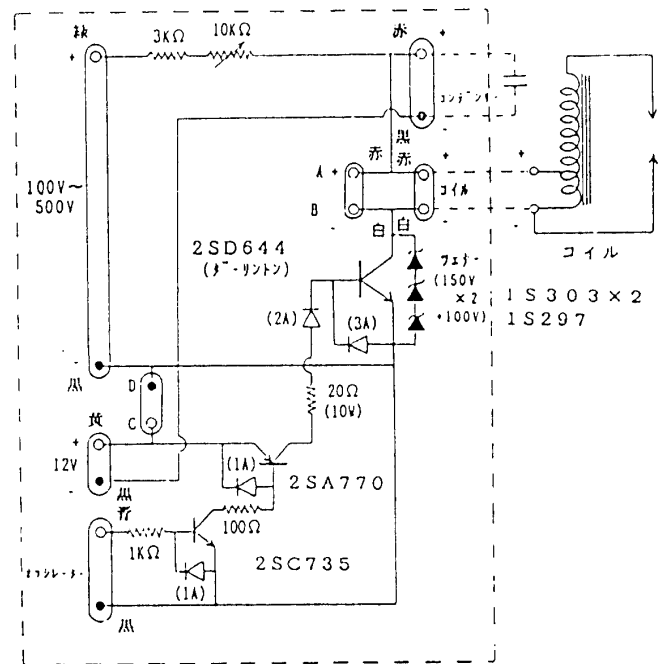 緑
3KΩ
10KΩ
赤
+
+
+
コンデンサー
-
-
赤
黒
赤
A
+
+
+
コイル
B
-
-
白
白
コイル
100V〜
500V
2SD644
(ダーリントン)
ツェナー
(150V
×2
+100V)
1S303×2
1S297
(2A)
(3A)
-
黒
D
C
20Ω
(10W)
黄
+
12V
-
黒
(1A)
2SA770
青
100Ω
1KΩ
2SC735
オシレーター
(1A)
黒